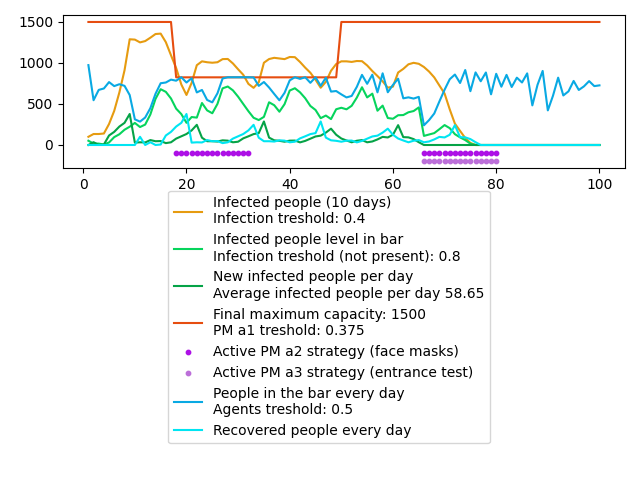 1500
1000
500
0
0 20 40 60 80 100
Infected people (10 days)
Infection treshold: 0.4
Infected people level in bar
Infection treshold (not present): 0.8
New infected people per day
Average infected people per day 58.65
Final maximum capacity: 1500
PM a1 treshold: 0.375
Active PM a2 strategy (face masks)
Active PM a3 strategy (entrance test)
People in the bar every day
Agents treshold: 0.5
Recovered people every day